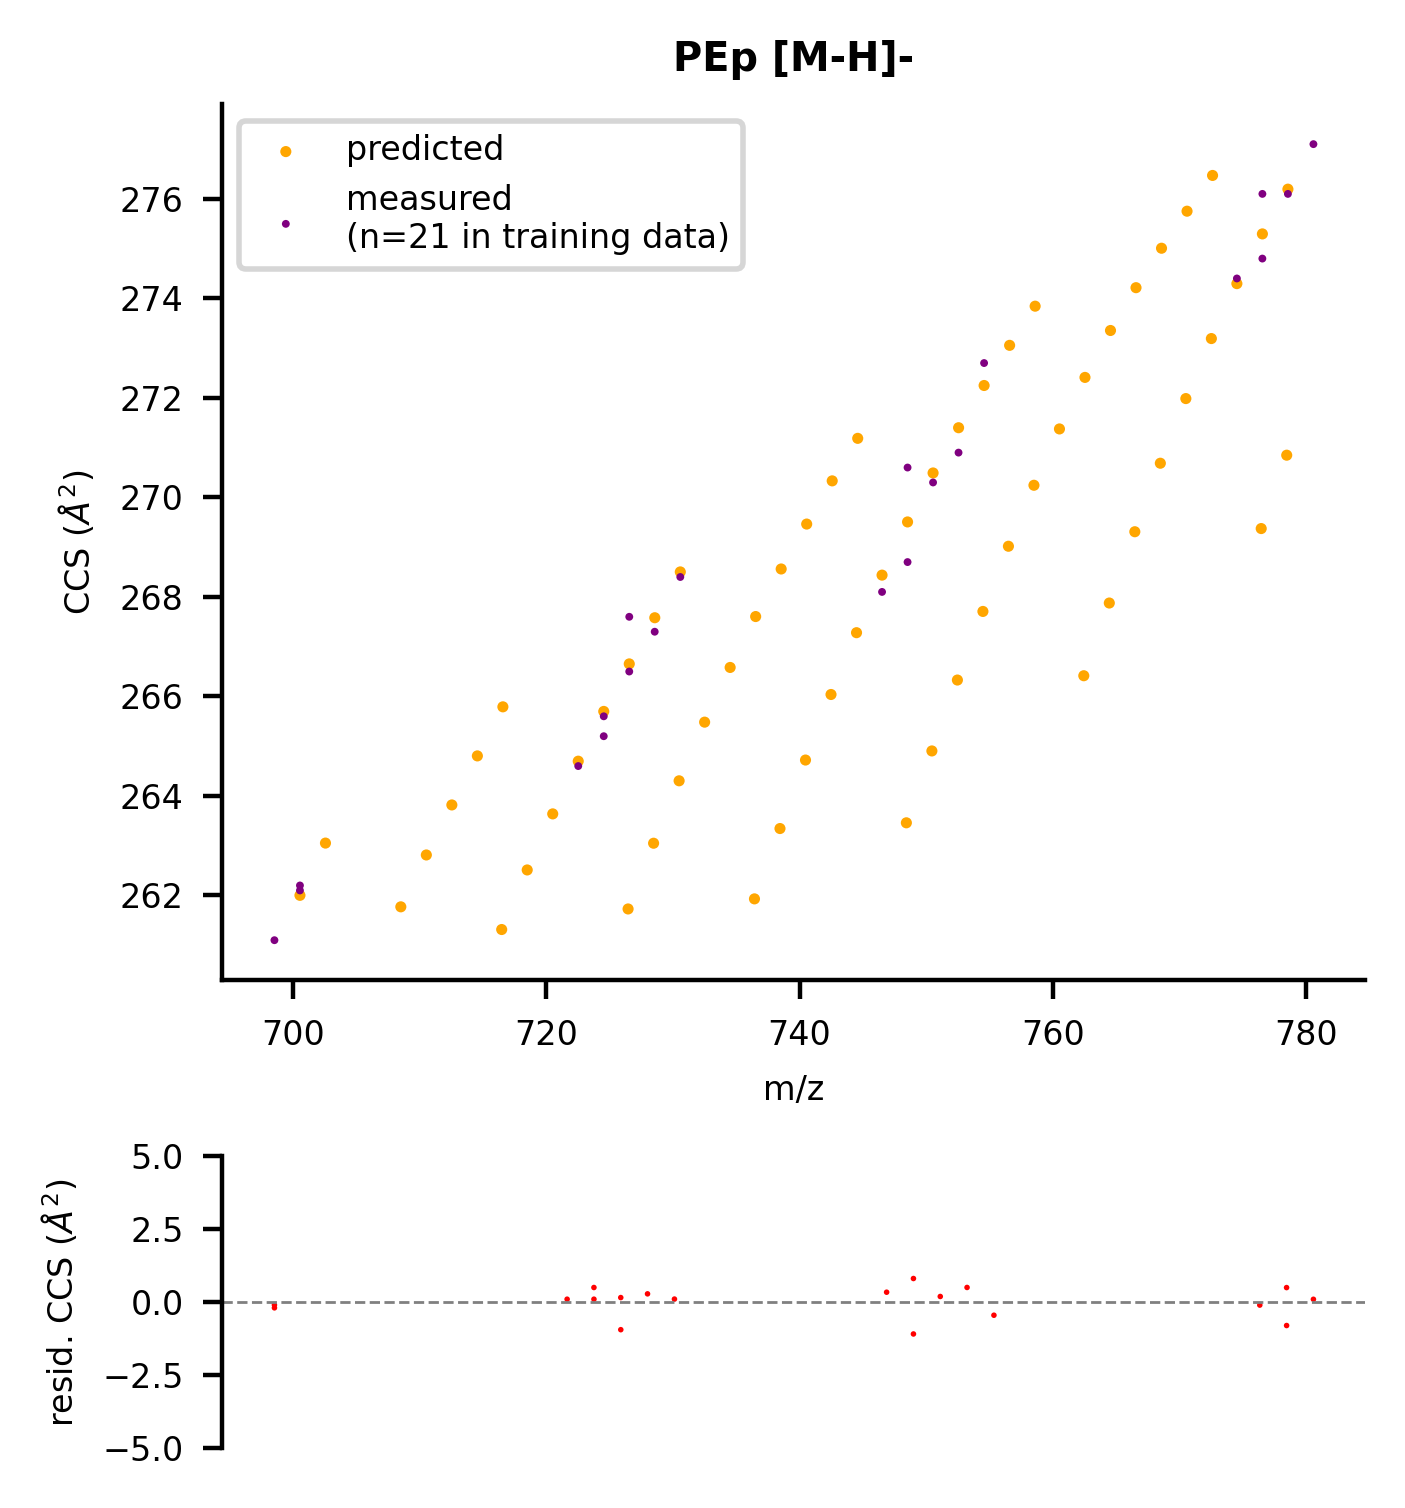 PEp [M-H]-
predicted
measured
(n=21 in training data)
276
274
272
270
268
266
264
262
CCS (Å²)
700 720 740 760 780
m/z
5.0
2.5
0.0
−2.5
−5.0
resid. CCS (Å²)